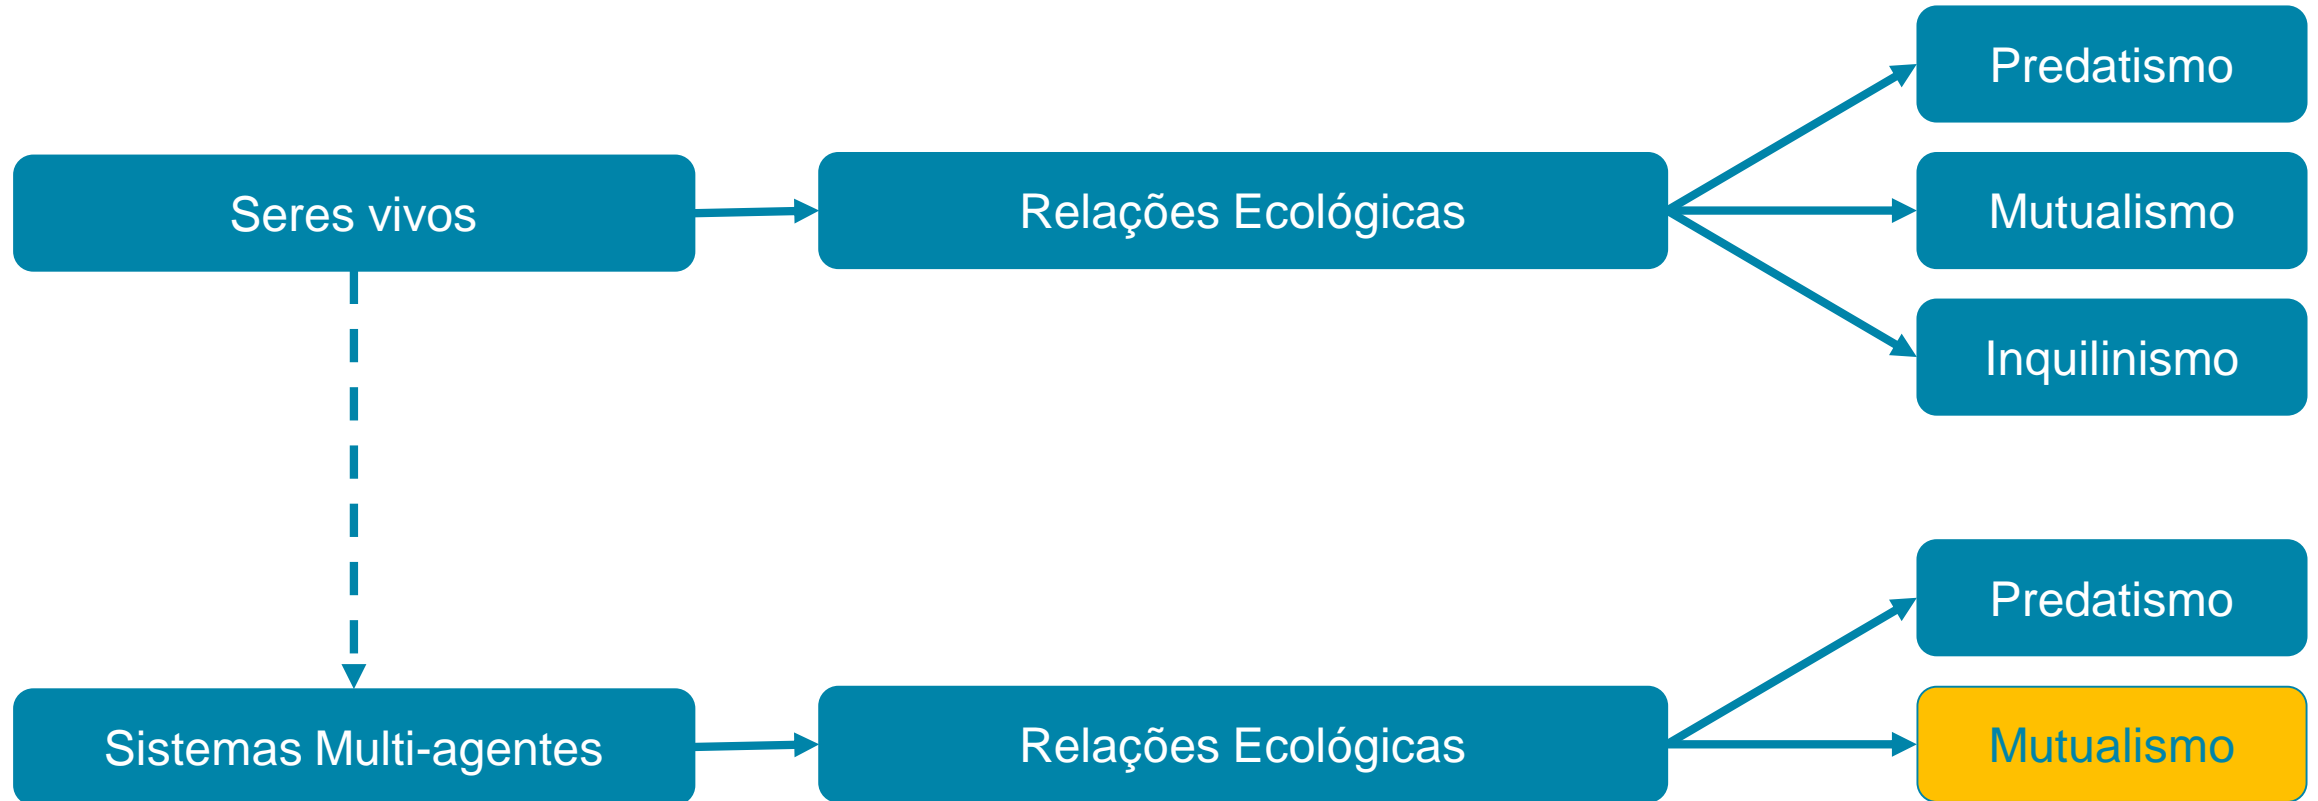 Predatismo
Seres vivos
Relações Ecológicas
Mutualismo
Inquilinismo
Predatismo
Sistemas Multi-agentes
Relações Ecológicas
Mutualismo